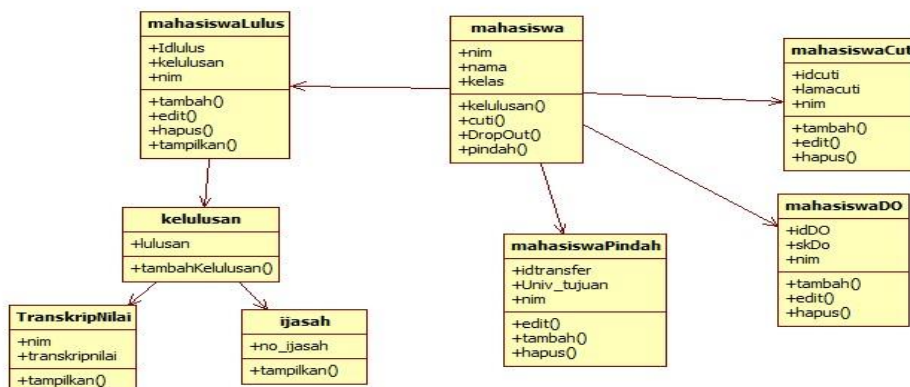 mahasiswaLulus
+Idlulus
+kelulusan
+nim
+tambah()
+edit()
+hapus()
+tampilkan()
mahasiswa
+nim
+nama
+kelas
+kelulusan()
+cuti()
+DropOut()
+pindah()
mahasiswaCuti
+idcuti
+lamacuti
+nim
+tambah()
+edit()
+hapus()
kelulusan
+lulusan
+tambahKelulusan()
mahasiswaPindah
+idtransfer
+Univ_tujuan
+nim
+edit()
+tambah()
+hapus()
mahasiswaDO
+idDO
+skDo
+nim
+tambah()
+edit()
+hapus()
TranskripNilai
+nim
+transkripnilai
+tampilkan()
ijasah
+no_ijasah
+tampilkan()